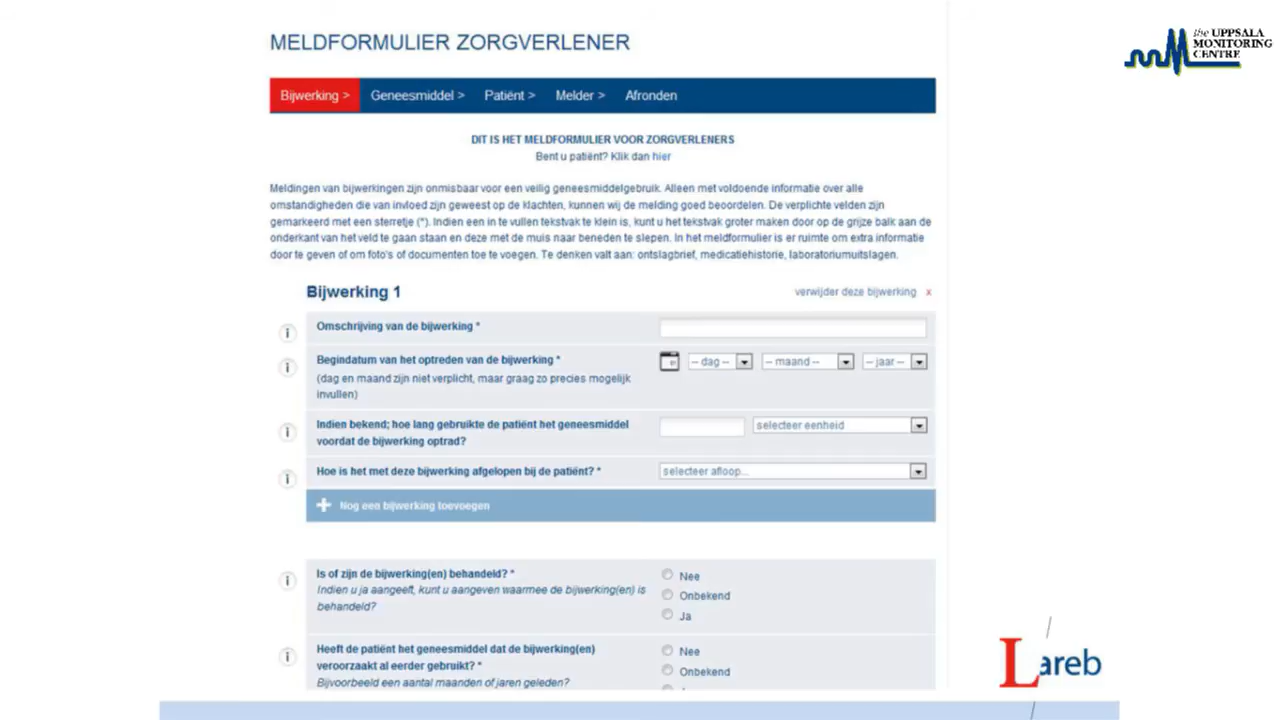 MELDFORMULIER ZORGVERLENER
the UPPSALA
MONITORING
CENTRE
Bijwerking > Geneesmiddel > Patiënt > Melder > Afronden
DIT IS HET MELDFORMULIER VOOR ZORGVERLENERS
Bent u patiënt? Klik dan hier
Meldingen van bijwerkingen zijn onmisbaar voor een veilig geneesmiddelgebruik. Alleen met voldoende informatie over alle
omstandigheden die van invloed zijn geweest op de klachten, kunnen wij de melding goed beoordelen. De verplichte velden zijn
gemarkeerd met een sterretje (*). Indien een in te vullen tekstvak te klein is, kunt u het tekstvak groter maken door op de grijze balk aan de
onderkant van het veld te gaan staan en deze met de muis naar beneden te slepen. In het meldformulier is er ruimte om extra informatie
door te geven of om foto's of documenten toe te voegen. Te denken valt aan: ontslagbrief, medicatiehistorie, laboratoriumuitslagen.
Bijwerking 1 verwijder deze bijwerking x
i Omschrijving van de bijwerking *
i Begindatum van het optreden van de bijwerking * -- dag -- -- maand -- -- jaar --
(dag en maand zijn niet verplicht, maar graag zo precies mogelijk
invullen)
i Indien bekend; hoe lang gebruikte de patiënt het geneesmiddel selecteer eenheid
voordat de bijwerking optrad?
i Hoe is het met deze bijwerking afgelopen bij de patiënt? * selecteer afloop...
+ Nog een bijwerking toevoegen
i Is of zijn de bijwerking(en) behandeld? * Nee
Indien u ja aangeeft, kunt u aangeven waarmee de bijwerking(en) is Onbekend
behandeld? Ja
i Heeft de patiënt het geneesmiddel dat de bijwerking(en) Nee
veroorzaakt al eerder gebruikt? * Onbekend
Bijvoorbeeld een aantal maanden of jaren geleden?
Lareb